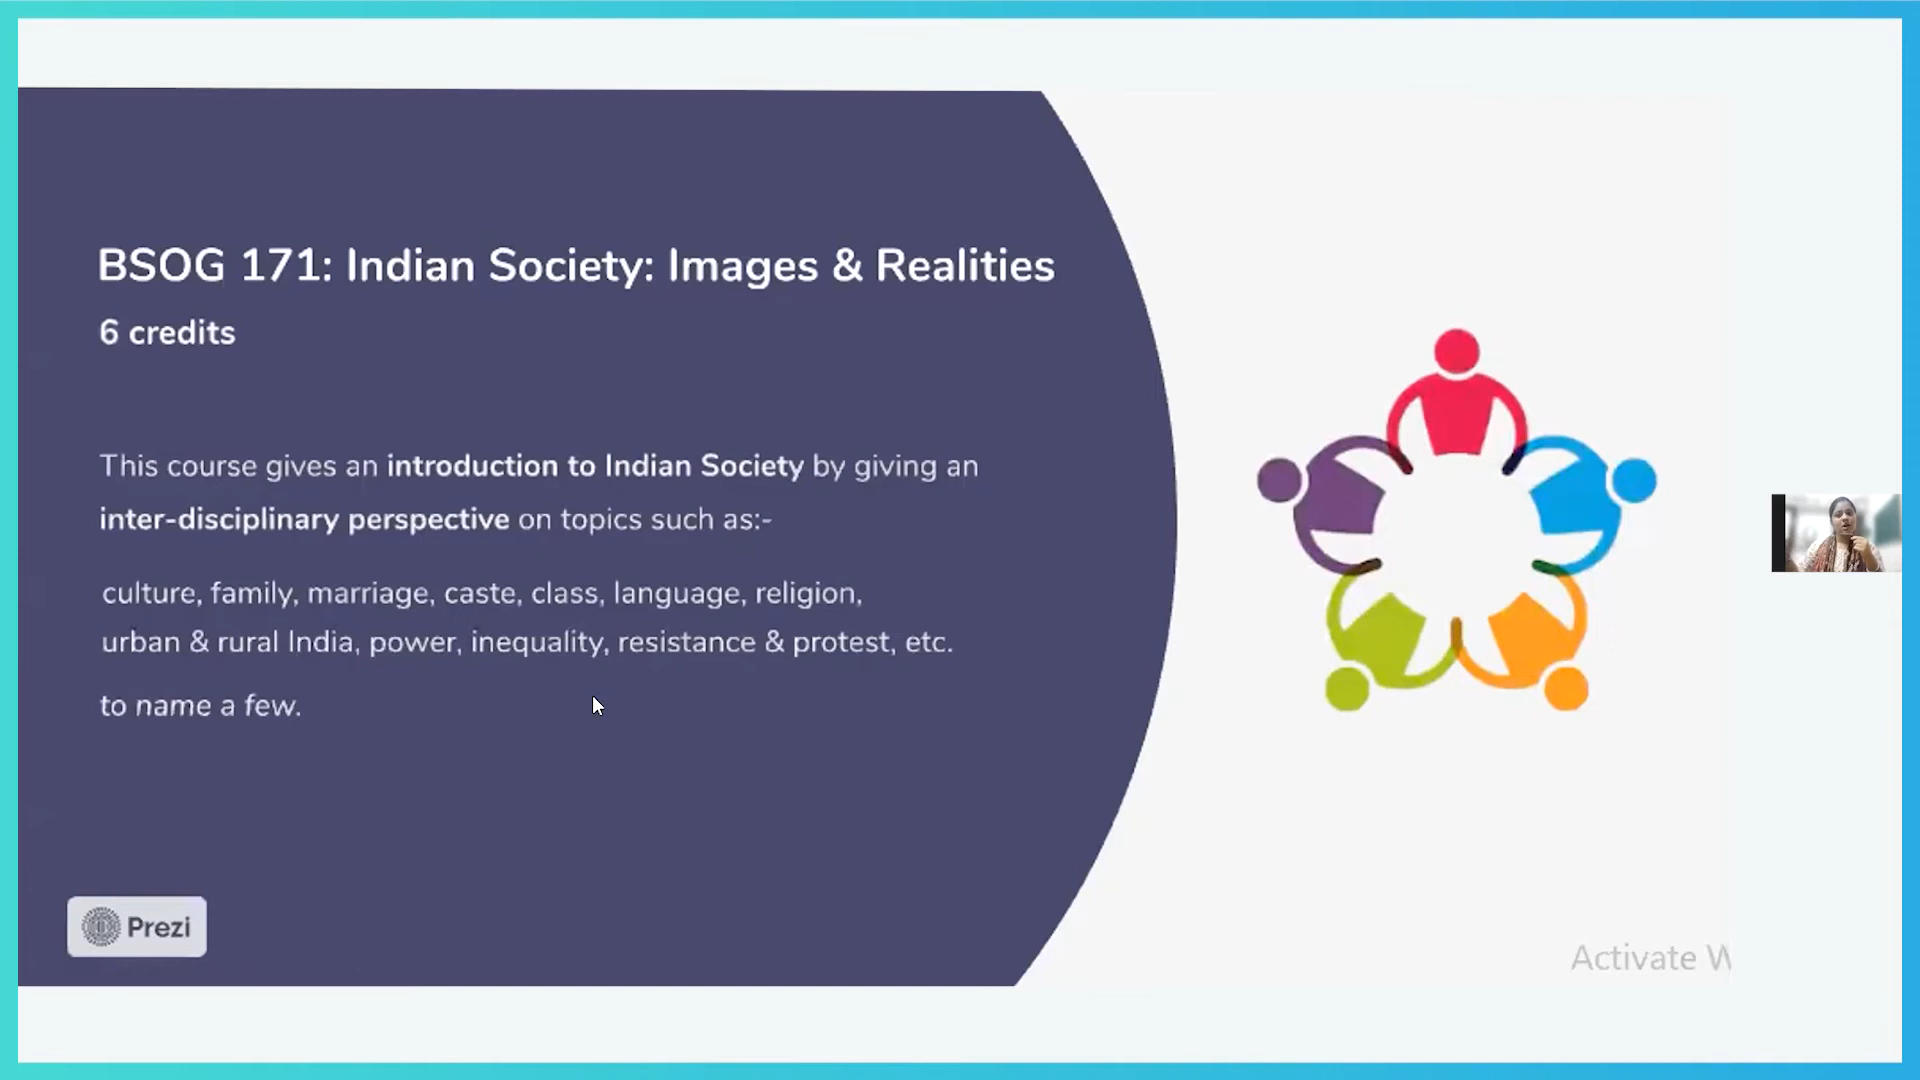 BSOG 171: Indian Society: Images & Realities
6 credits
This course gives an introduction to Indian Society by giving an
inter-disciplinary perspective on topics such as:-
culture, family, marriage, caste, class, language, religion,
urban & rural India, power, inequality, resistance & protest, etc.
to name a few.
Prezi
Activate W